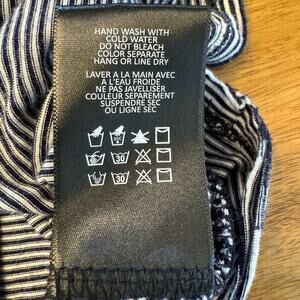 HAND WASH WITH
COLD WATER
DO NOT BLEACH
COLOR SEPARATE
HANG OR LINE DRY
LAVER A LA MAIN AVEC
A L'EAU FROIDE
NE PAS JAVELLISER
COULEUR SEPAREMENT
SUSPENDRE SEC
OU LIGNE SEC
30
30